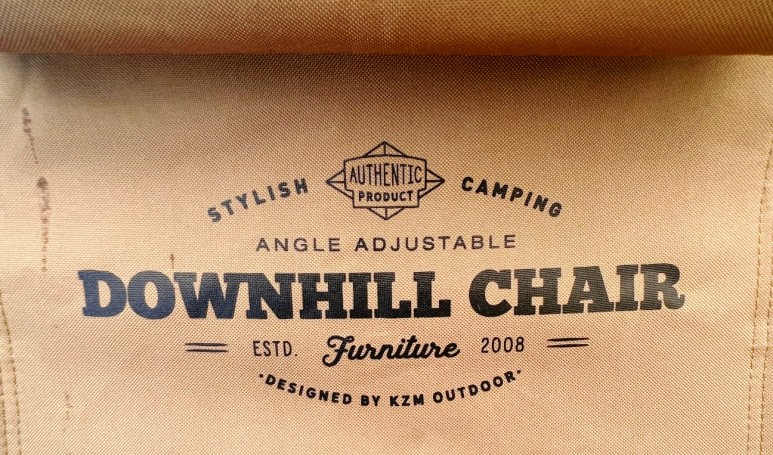 AUTHENTIC
PRODUCT
STYLISH CAMPING
ANGLE ADJUSTABLE
DOWNHILL CHAIR
ESTD. Furniture 2008
·DESIGNED BY KZM OUTDOOR·